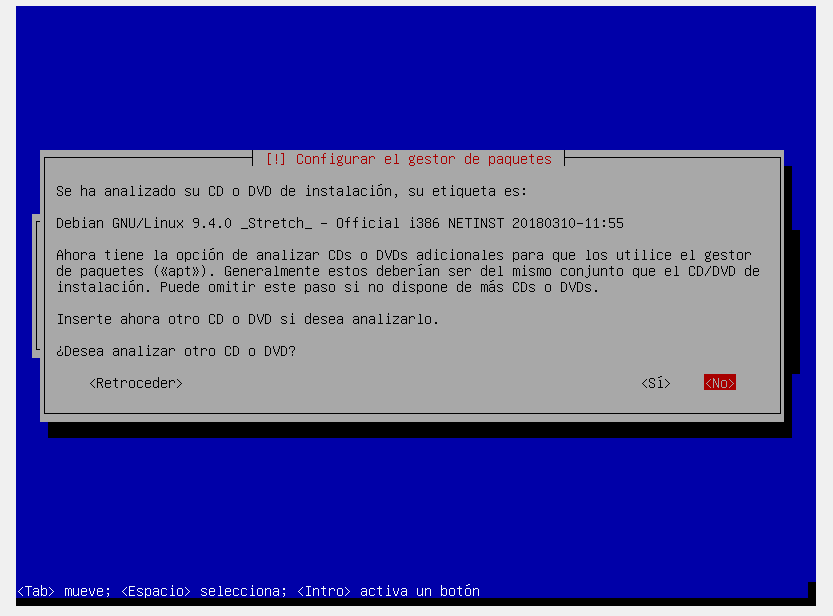 [!] Configurar el gestor de paquetes
Se ha analizado su CD o DVD de instalación, su etiqueta es:
Debian GNU/Linux 9.4.0 _Stretch_ - Official i386 NETINST 20180310-11:55
Ahora tiene la opción de analizar CDs o DVDs adicionales para que los utilice el gestor
de paquetes («apt»). Generalmente estos deberían ser del mismo conjunto que el CD/DVD de
instalación. Puede omitir este paso si no dispone de más CDs o DVDs.
Inserte ahora otro CD o DVD si desea analizarlo.
¿Desea analizar otro CD o DVD?
<Retroceder> <Sí> <No>
<Tab> mueve; <Espacio> selecciona; <Intro> activa un botón